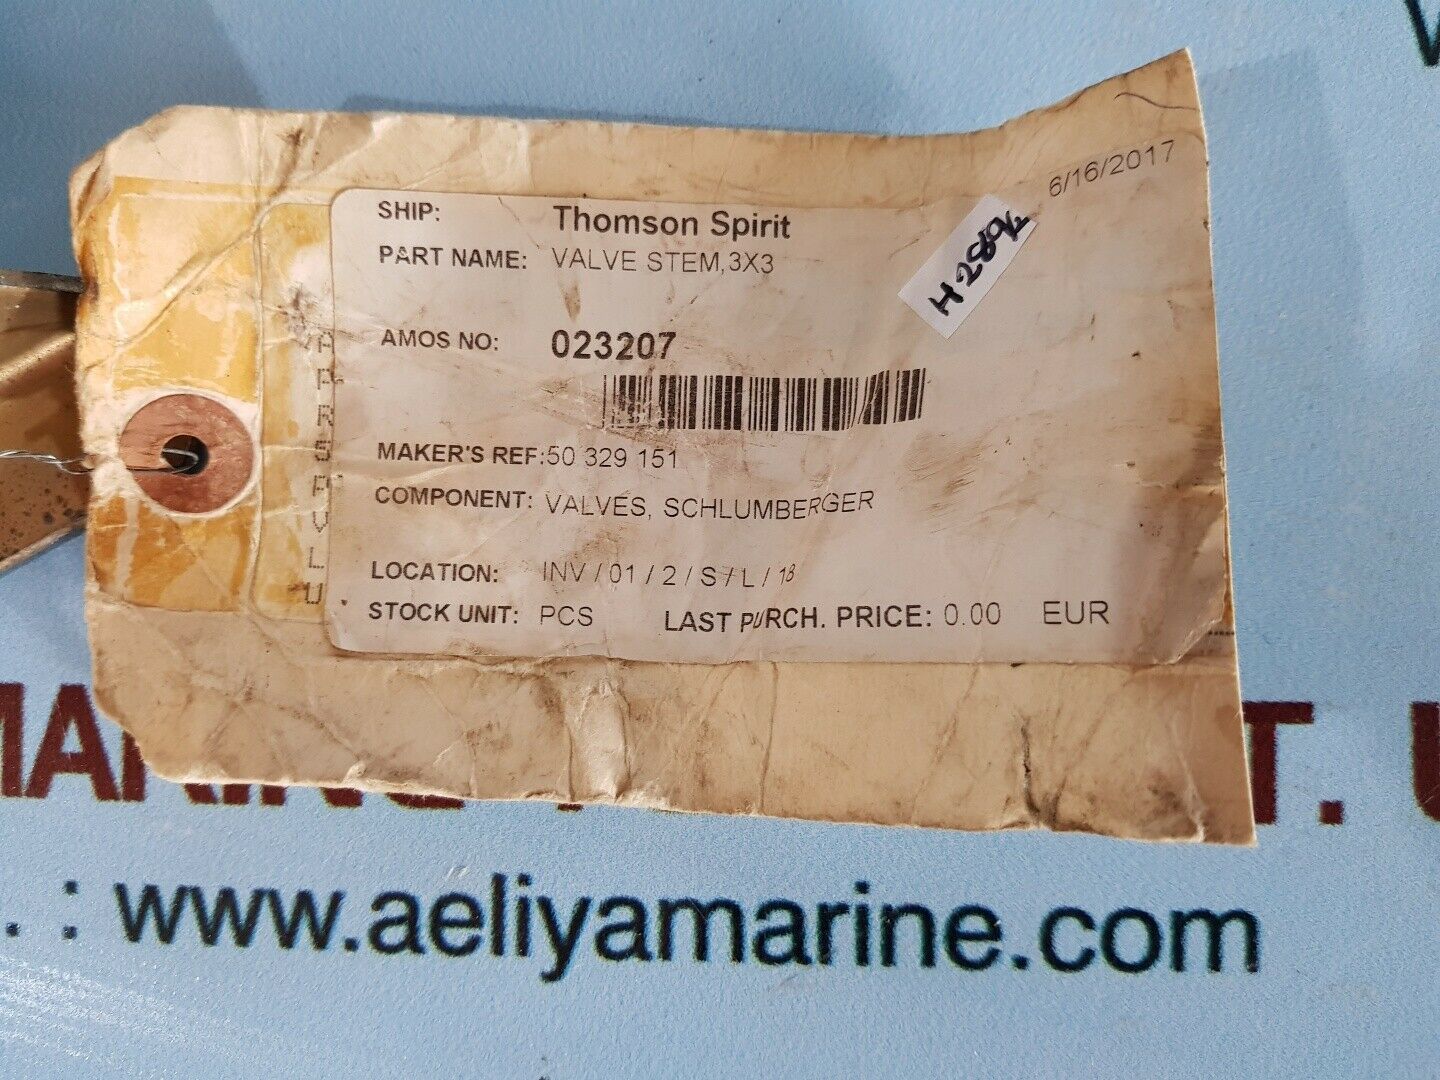 6/16/2017
SHIP: Thomson Spirit
PART NAME: VALVE STEM,3X3
H-289/2
AMOS NO: 023207
MAKER'S REF:50 329 151
COMPONENT: VALVES, SCHLUMBERGER
LOCATION: INV / 01 / 2 / S / L / 18
STOCK UNIT: PCS LAST PURCH. PRICE: 0.00 EUR
T. U
. : www.aeliyamarine.com